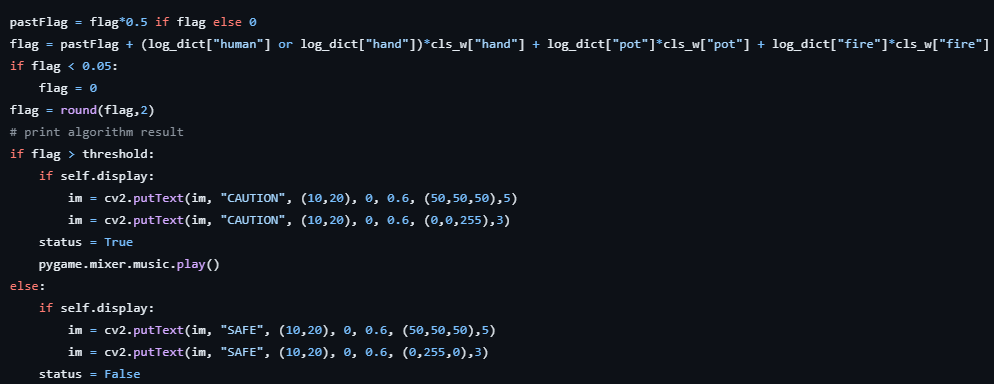 pastFlag = flag*0.5 if flag else 0
flag = pastFlag + (log_dict["human"] or log_dict["hand"])*cls_w["hand"] + log_dict["pot"]*cls_w["pot"] + log_dict["fire"]*cls_w["fire"]
if flag < 0.05:
    flag = 0
flag = round(flag,2)
# print algorithm result
if flag > threshold:
    if self.display:
        im = cv2.putText(im, "CAUTION", (10,20), 0, 0.6, (50,50,50),5)
        im = cv2.putText(im, "CAUTION", (10,20), 0, 0.6, (0,0,255),3)
    status = True
    pygame.mixer.music.play()
else:
    if self.display:
        im = cv2.putText(im, "SAFE", (10,20), 0, 0.6, (50,50,50),5)
        im = cv2.putText(im, "SAFE", (10,20), 0, 0.6, (0,255,0),3)
    status = False